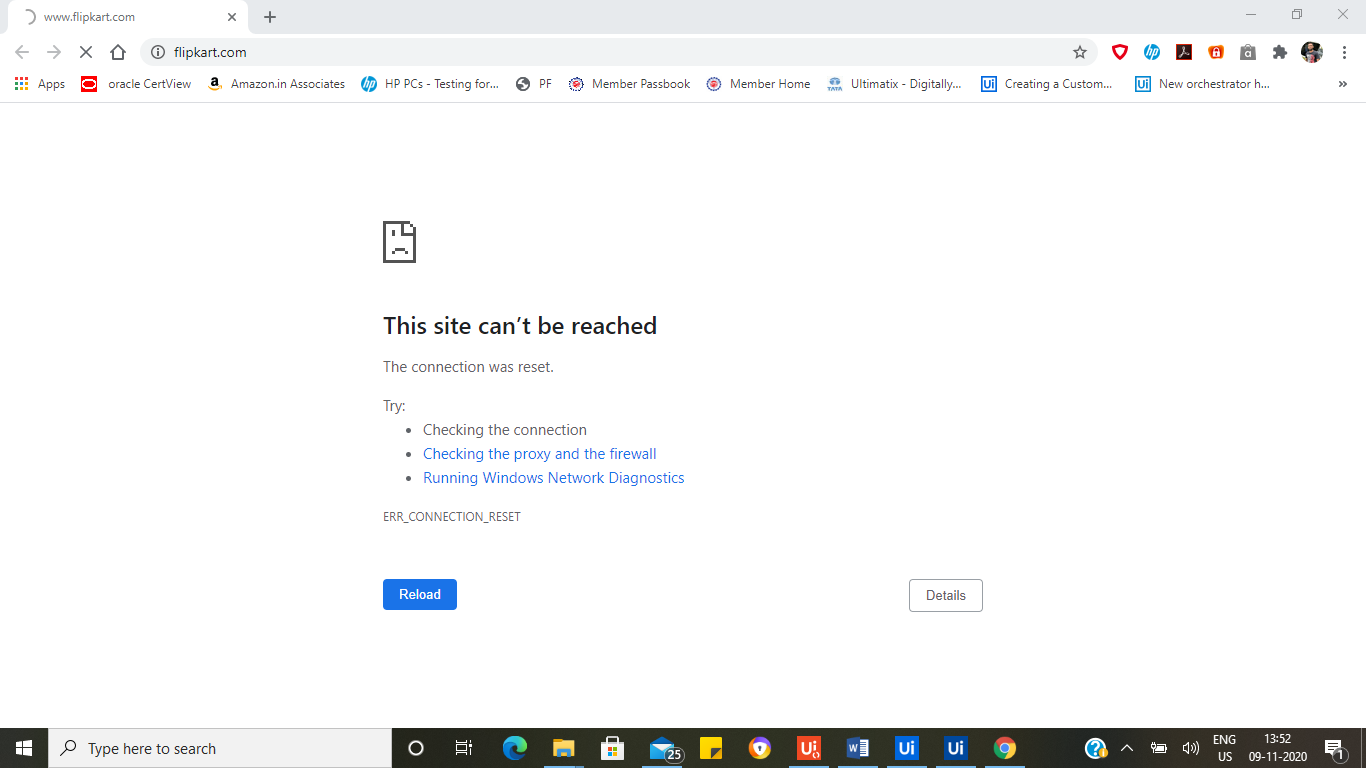 www.flipkart.com
flipkart.com
Apps
oracle CertView
Amazon.in Associates
HP PCs - Testing for...
PF
Member Passbook
Member Home
Ultimatix - Digitally...
Creating a Custom...
New orchestrator h...
This site can’t be reached
The connection was reset.
Try:
Checking the connection
Checking the proxy and the firewall
Running Windows Network Diagnostics
ERR_CONNECTION_RESET
Reload
Details
Type here to search
25
ENG
US
13:52
09-11-2020
1